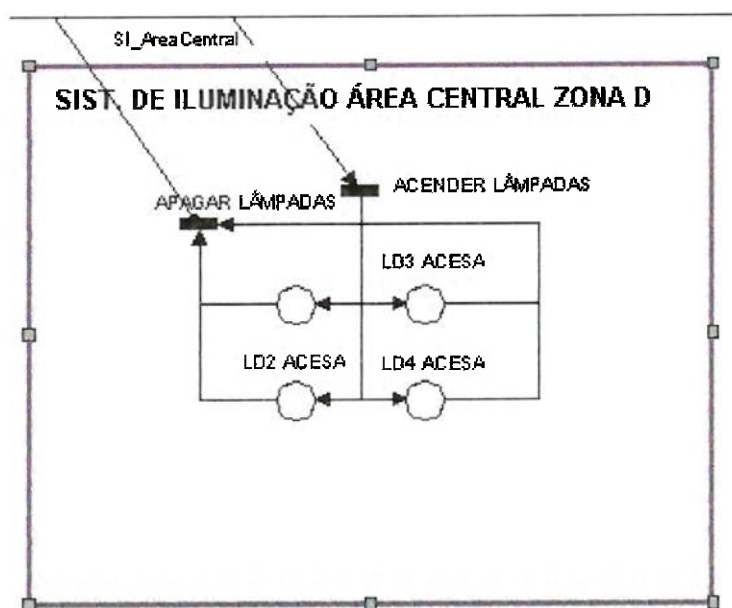 SI_Area Central
SIST. DE ILUMINAÇÃO ÁREA CENTRAL ZONA D
ACENDER LÂMPADAS
APAGAR LÂMPADAS
LD3 ACESA
LD2 ACESA
LD4 ACESA